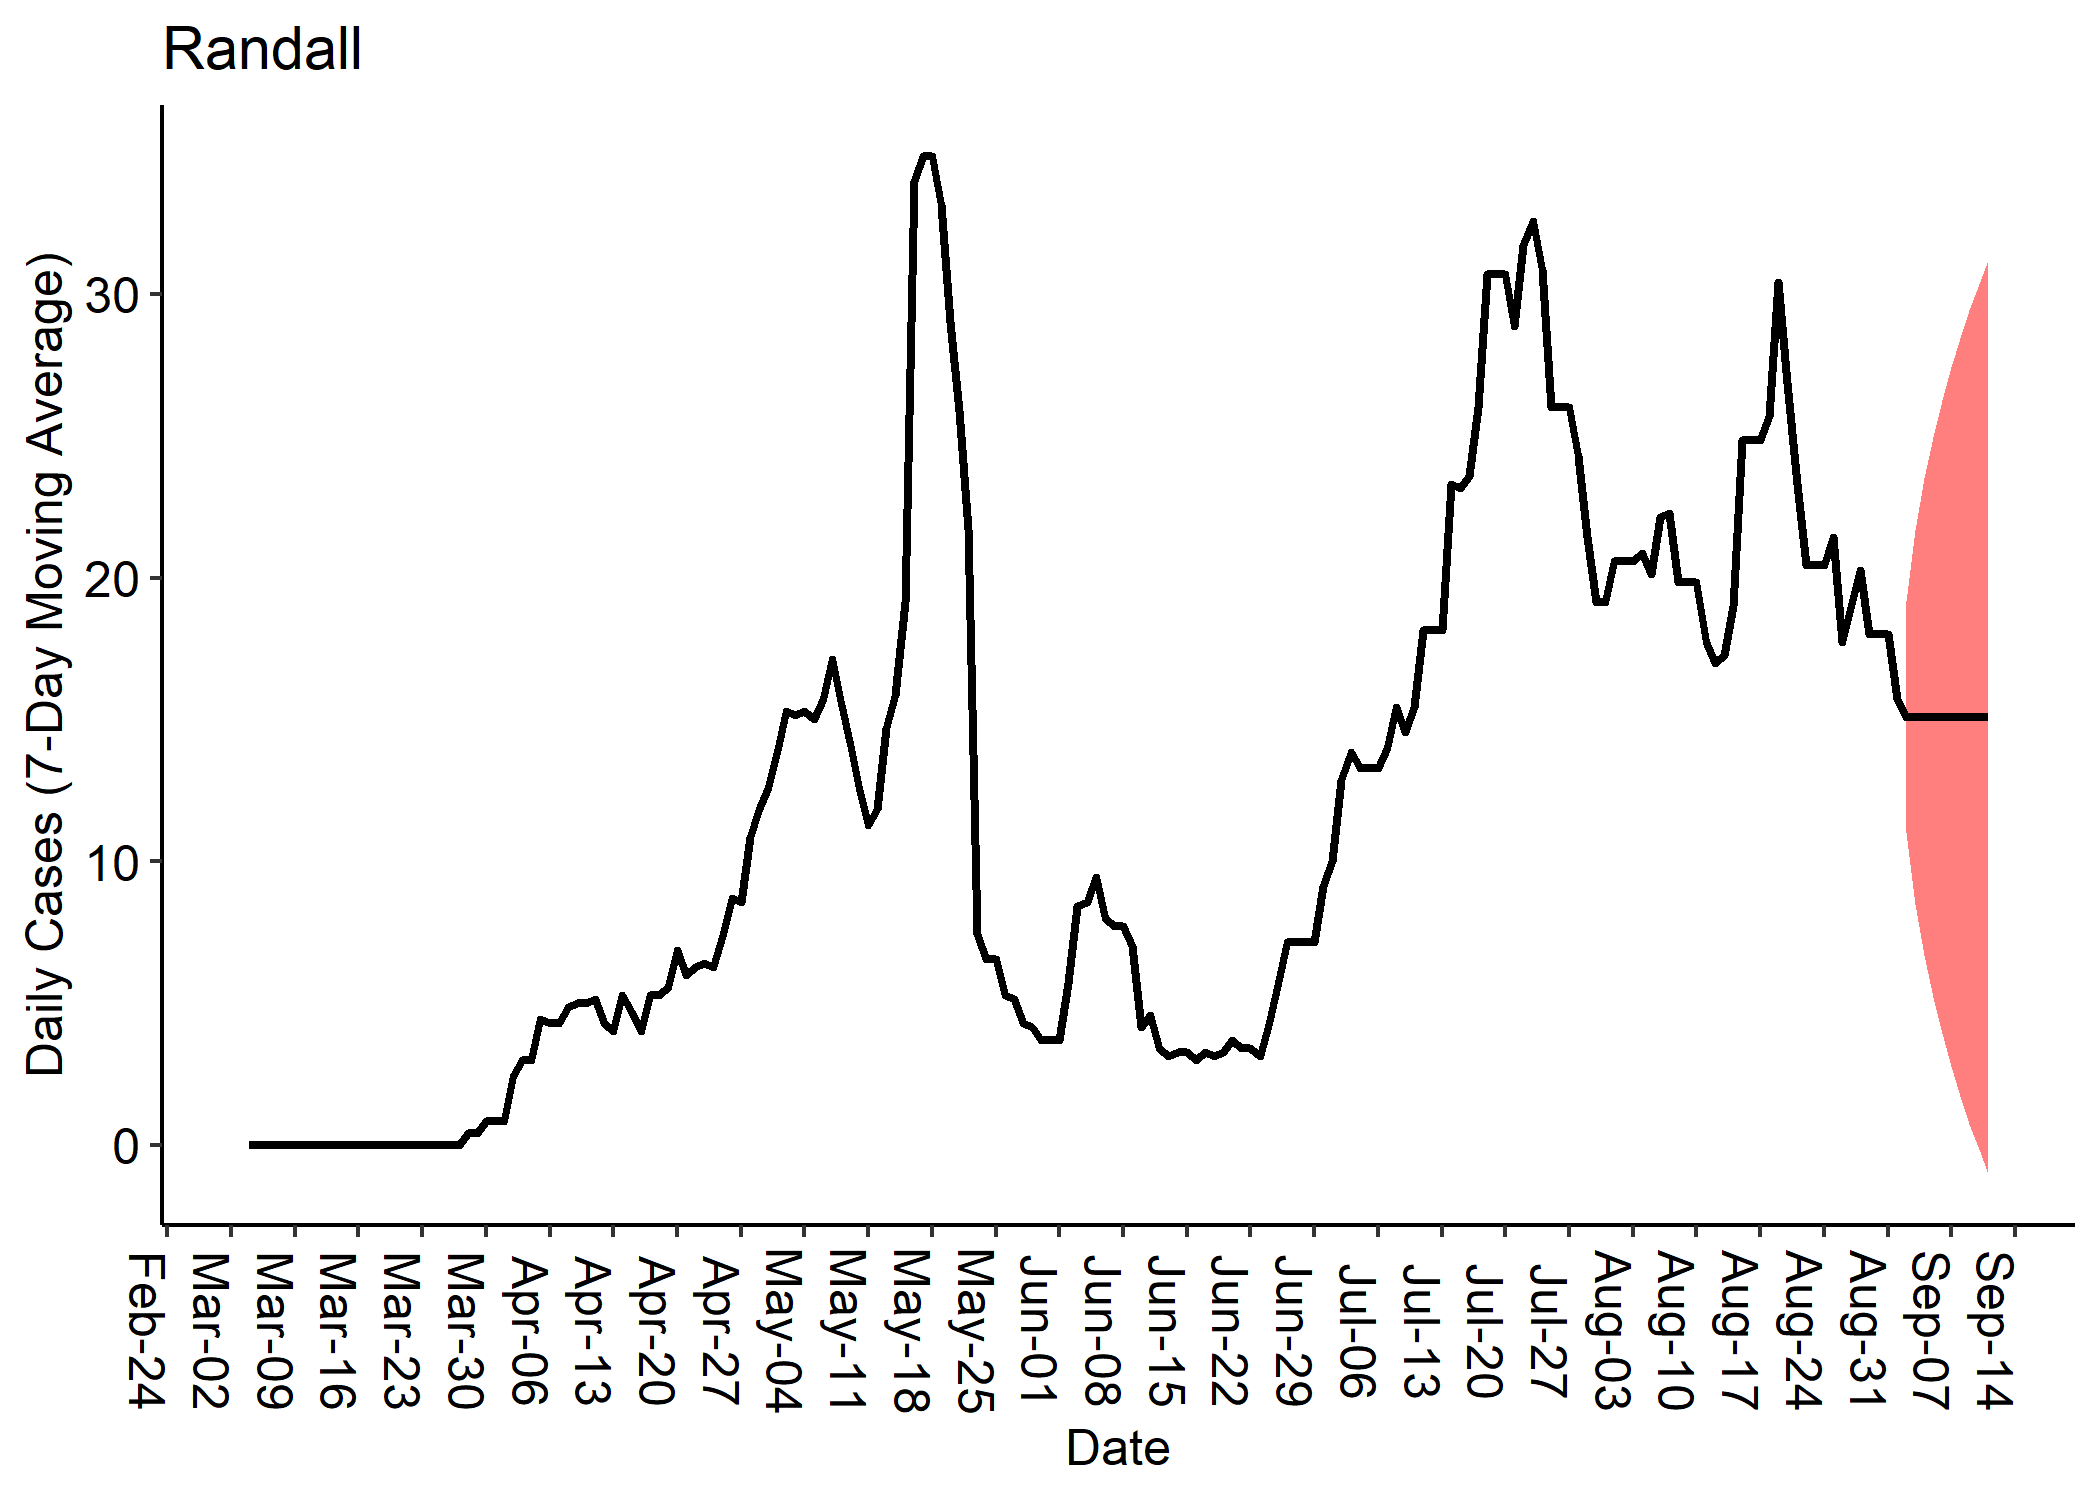 Randall
Daily Cases (7-Day Moving Average)
30
20
10
0
Feb-24
Mar-02
Mar-09
Mar-16
Mar-23
Mar-30
Apr-06
Apr-13
Apr-20
Apr-27
May-04
May-11
May-18
May-25
Jun-01
Jun-08
Jun-15
Jun-22
Jun-29
Jul-06
Jul-13
Jul-20
Jul-27
Aug-03
Aug-10
Aug-17
Aug-24
Aug-31
Sep-07
Sep-14
Date